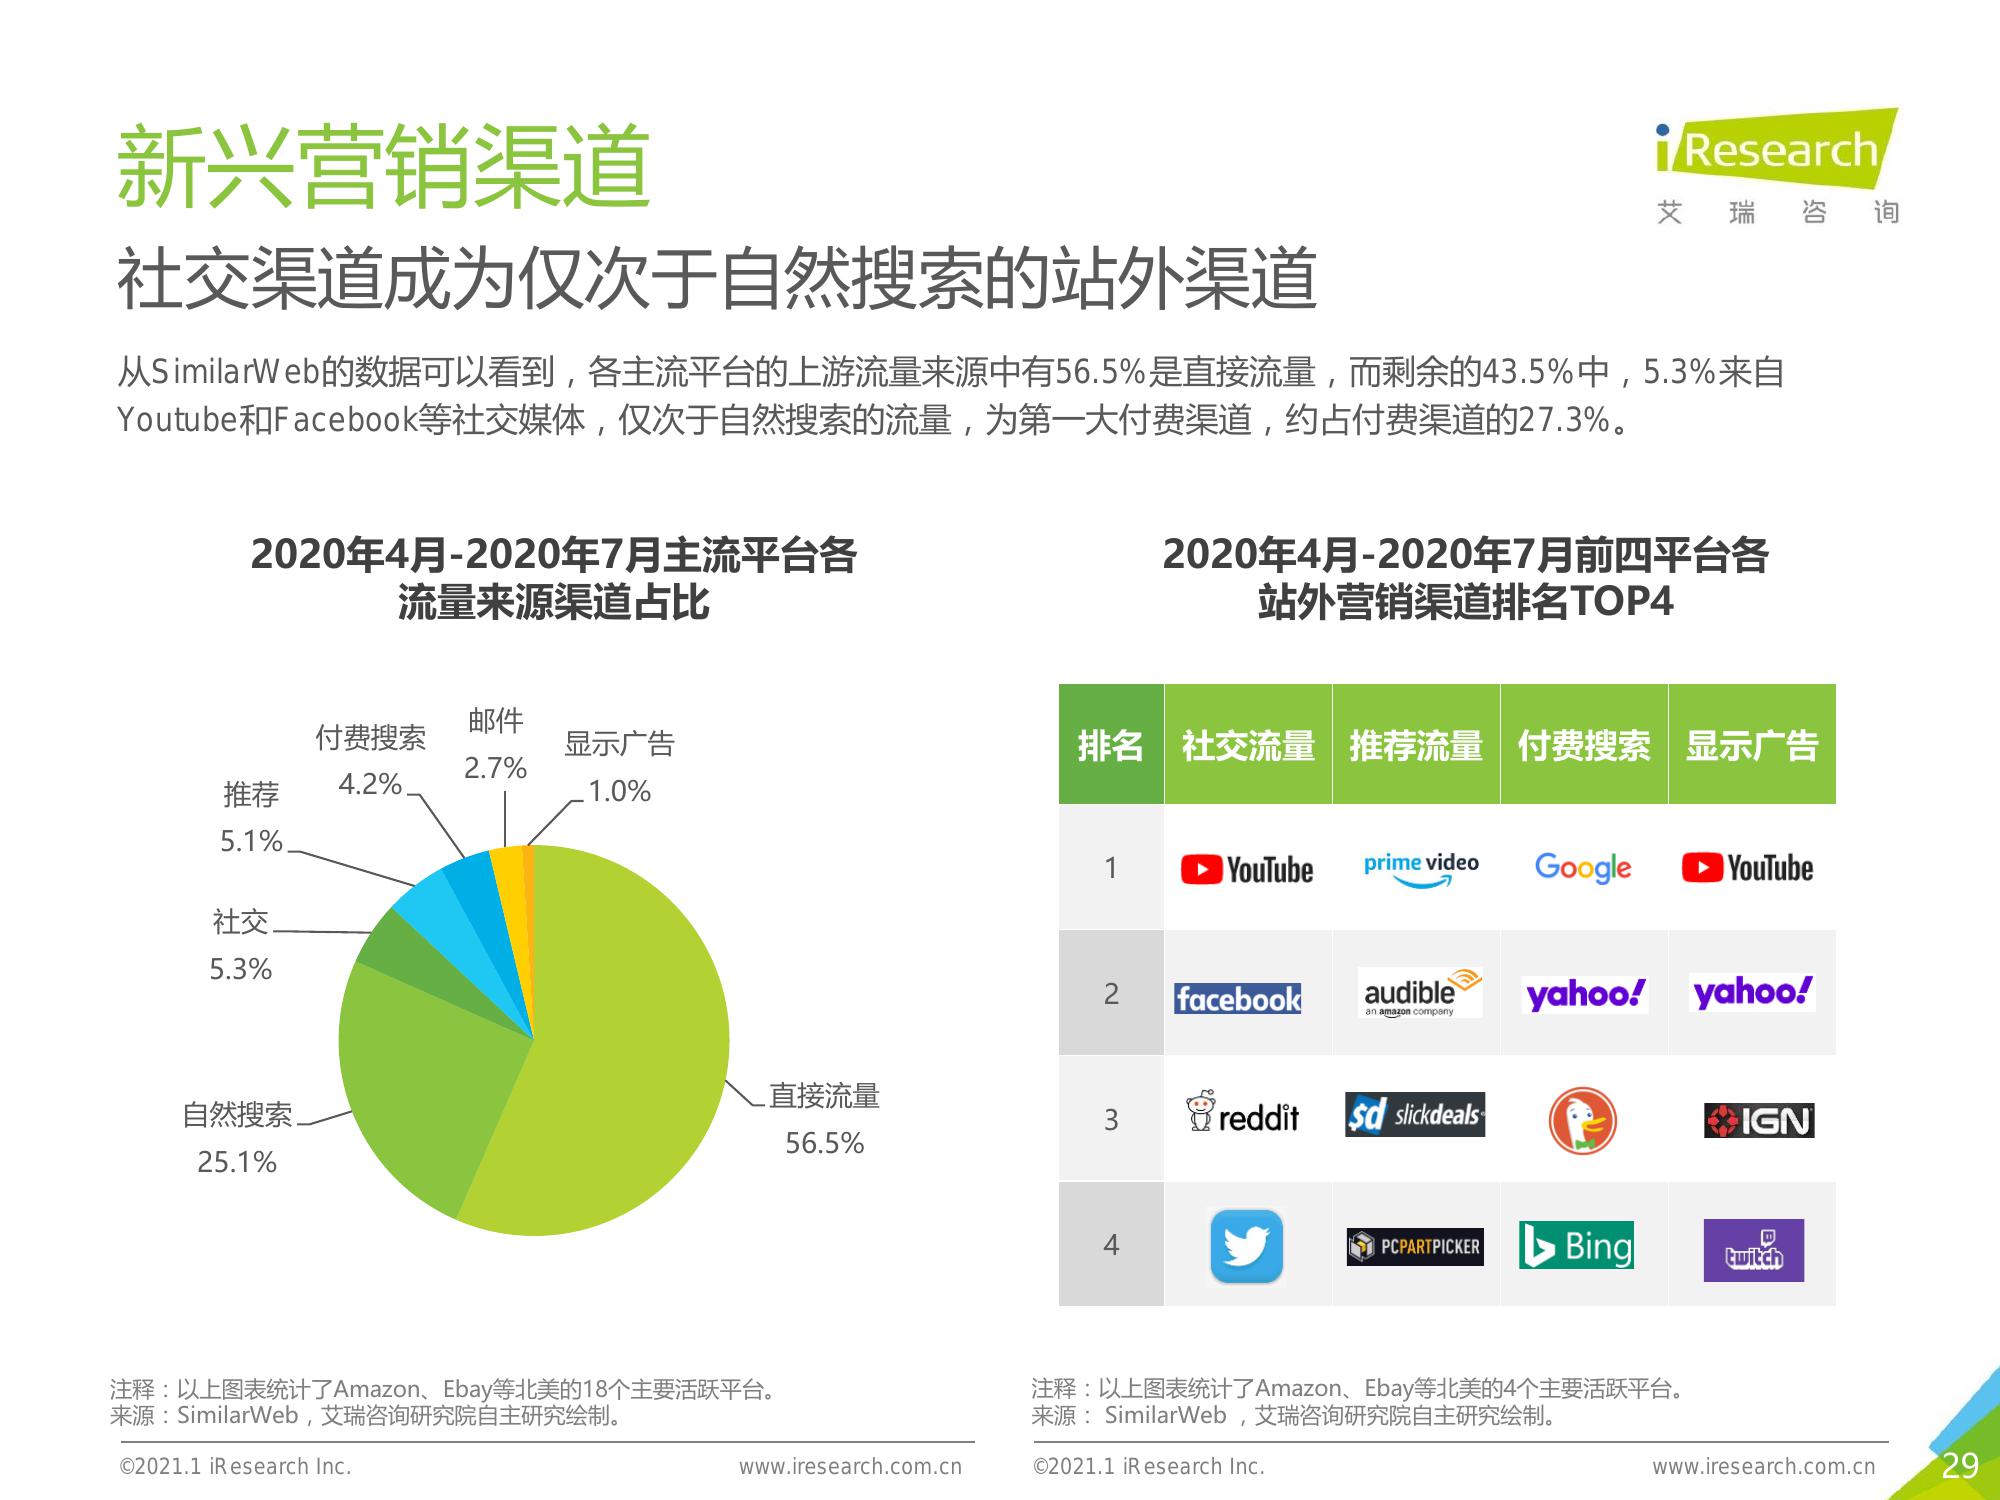 新兴营销渠道
iResearch
艾瑞咨询
社交渠道成为仅次于自然搜索的站外渠道
从SimilarWeb的数据可以看到，各主流平台的上游流量来源中有56.5%是直接流量，而剩余的43.5%中，5.3%来自
Youtube和Facebook等社交媒体，仅次于自然搜索的流量，为第一大付费渠道，约占付费渠道的27.3%。
2020年4月-2020年7月主流平台各
流量来源渠道占比
邮件
2.7%
付费搜索
4.2%
显示广告
1.0%
推荐
5.1%
社交
5.3%
自然搜索
25.1%
直接流量
56.5%
2020年4月-2020年7月前四平台各
站外营销渠道排名TOP4
排名 社交流量 推荐流量 付费搜索 显示广告
1 YouTube prime video Google YouTube
2 facebook audible an amazon company yahoo! yahoo!
3 reddit $d slickdeals IGN
4 PCPARTPICKER Bing twitch
注释：以上图表统计了Amazon、Ebay等北美的18个主要活跃平台。
来源：SimilarWeb，艾瑞咨询研究院自主研究绘制。
注释：以上图表统计了Amazon、Ebay等北美的4个主要活跃平台。
来源： SimilarWeb ，艾瑞咨询研究院自主研究绘制。
©2021.1 iResearch Inc.
www.iresearch.com.cn
©2021.1 iResearch Inc.
www.iresearch.com.cn
29